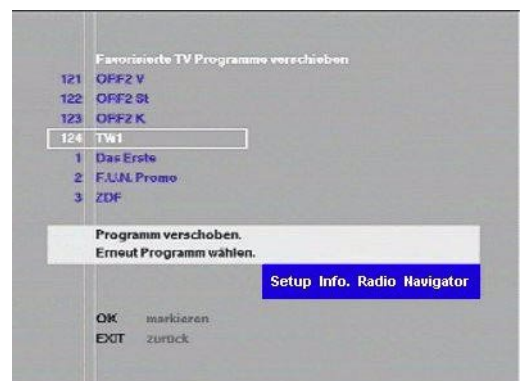 Favorisierte TV Programme verschieben
121 ORF2 V
122 ORF2 St
123 ORF2 K
124 TW1
1 Das Erste
2 F.U.N. Promo
3 ZDF
Programm verschoben.
Erneut Programm wählen.
Setup Info. Radio Navigator
OK markieren
EXIT zurück